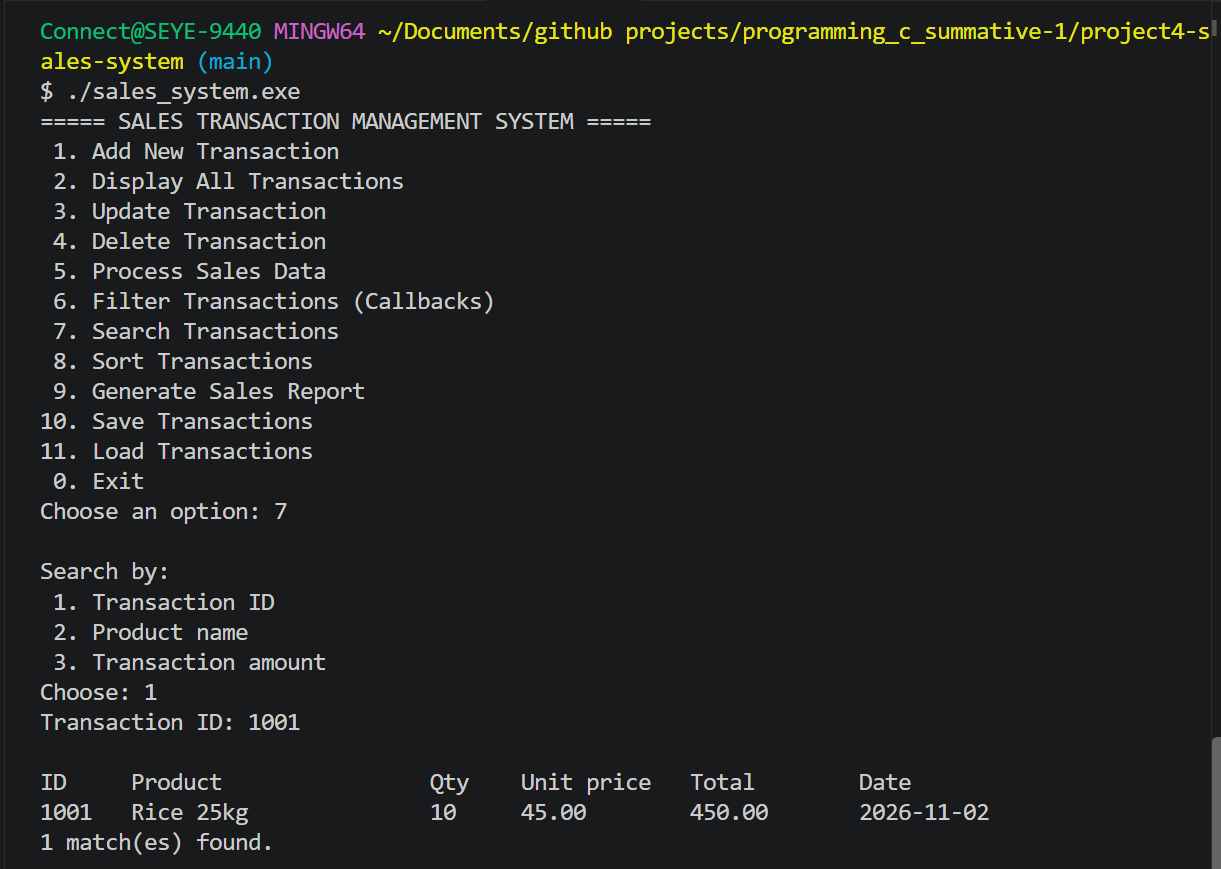 Connect@SEYE-9440 MINGW64 ~/Documents/github projects/programming_c_summative-1/project4-s
ales-system (main)
$ ./sales_system.exe
===== SALES TRANSACTION MANAGEMENT SYSTEM =====
 1. Add New Transaction
 2. Display All Transactions
 3. Update Transaction
 4. Delete Transaction
 5. Process Sales Data
 6. Filter Transactions (Callbacks)
 7. Search Transactions
 8. Sort Transactions
 9. Generate Sales Report
10. Save Transactions
11. Load Transactions
 0. Exit
Choose an option: 7
Search by:
 1. Transaction ID
 2. Product name
 3. Transaction amount
Choose: 1
Transaction ID: 1001
ID     Product                Qty    Unit price   Total        Date
1001   Rice 25kg              10     45.00        450.00       2026-11-02
1 match(es) found.